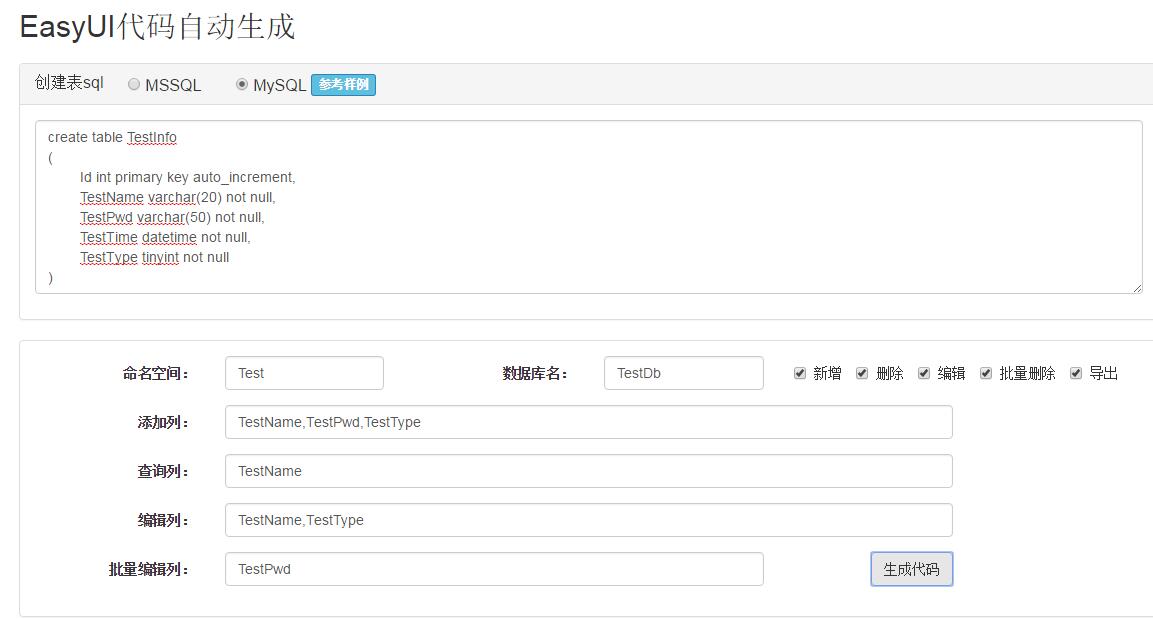 EasyUI代码自动生成
创建表sql MSSQL MySQL 参考样例
create table TestInfo
(
Id int primary key auto_increment,
TestName varchar(20) not null,
TestPwd varchar(50) not null,
TestTime datetime not null,
TestType tinyint not null
)
命名空间： Test 数据库名： TestDb 新增 删除 编辑 批量删除 导出
添加列： TestName,TestPwd,TestType
查询列： TestName
编辑列： TestName,TestType
批量编辑列： TestPwd 生成代码